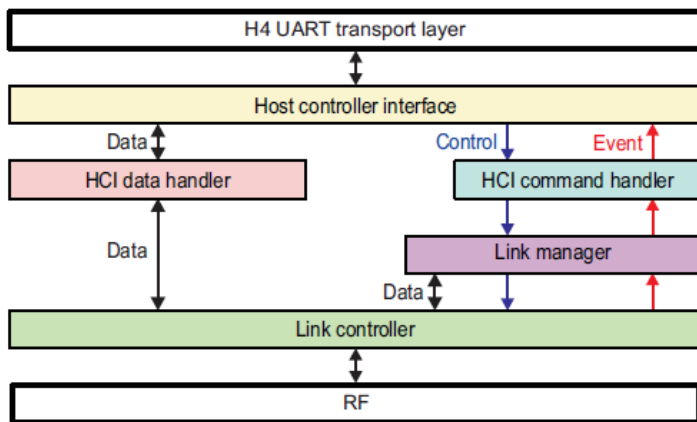 H4 UART transport layer
Host controller interface
Data
Control
Event
HCI data handler
HCI command handler
Data
Link manager
Data
Link controller
RF